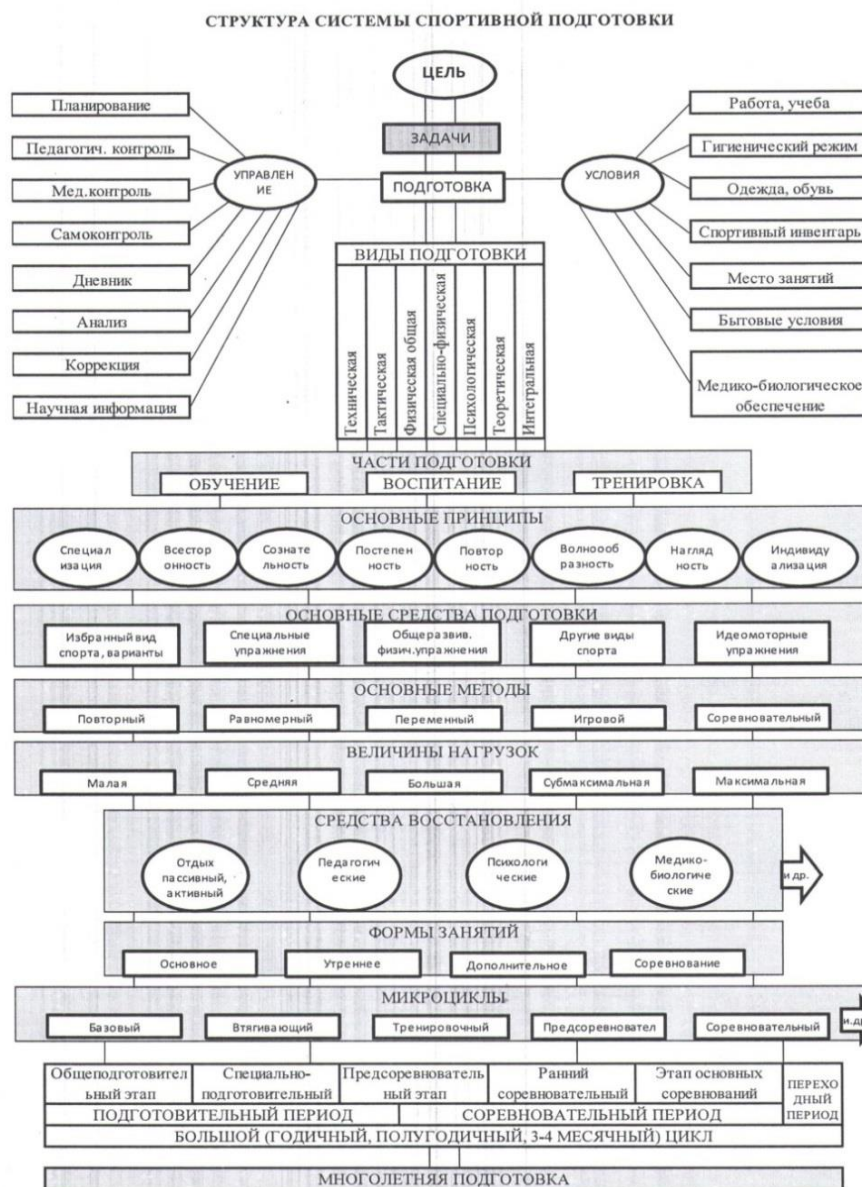 СТРУКТУРА СИСТЕМЫ СПОРТИВНОЙ ПОДГОТОВКИ
ЦЕЛЬ
ЗАДАЧИ
ПОДГОТОВКА
УПРАВЛЕН
ИЕ
Планирование
Педагогич. контроль
Мед.контроль
Самоконтроль
Дневник
Анализ
Коррекция
Научная информация
УСЛОВИЯ
Работа, учеба
Гигиенический режим
Одежда, обувь
Спортивный инвентарь
Место занятий
Бытовые условия
Медико-биологическое
обеспечение
ВИДЫ ПОДГОТОВКИ
Техническая
Тактическая
Физическая общая
Специально-физическая
Психологическая
Теоретическая
Интегральная
ЧАСТИ ПОДГОТОВКИ
ОБУЧЕНИЕ
ВОСПИТАНИЕ
ТРЕНИРОВКА
ОСНОВНЫЕ ПРИНЦИПЫ
Специал
изация
Всестор
онность
Сознате
льность
Постепен
ность
Повтор
ность
Волнооб
разность
Нагляд
ность
Индивиду
ализация
ОСНОВНЫЕ СРЕДСТВА ПОДГОТОВКИ
Избранный вид
спорта, варианты
Специальные
упражнения
Общеразвив.
физич.упражнения
Другие виды
спорта
Идеомоторные
упражнения
ОСНОВНЫЕ МЕТОДЫ
Повторный
Равномерный
Переменный
Игровой
Соревновательный
ВЕЛИЧИНЫ НАГРУЗОК
Малая
Средняя
Большая
Субмаксимальная
Максимальная
СРЕДСТВА ВОССТАНОВЛЕНИЯ
Отдых
пассивный,
активный
Педагогич
еские
Психологи
ческие
Медико-
биологиче
ские
и др.
ФОРМЫ ЗАНЯТИЙ
Основное
Утреннее
Дополнительное
Соревнование
МИКРОЦИКЛЫ
Базовый
Втягивающий
Тренировочный
Предсоревновател
Соревновательный
и.др
Общеподготовител
ьный этап
Специально-
подготовительный
Предсоревнователь
ный этап
Ранний
соревновательный
Этап основных
соревнований
ПЕРЕХО
ДНЫЙ
ПЕРИОД
ПОДГОТОВИТЕЛЬНЫЙ ПЕРИОД
СОРЕВНОВАТЕЛЬНЫЙ ПЕРИОД
БОЛЬШОЙ (ГОДИЧНЫЙ, ПОЛУГОДИЧНЫЙ, 3-4 МЕСЯЧНЫЙ) ЦИКЛ
МНОГОЛЕТНЯЯ ПОДГОТОВКА